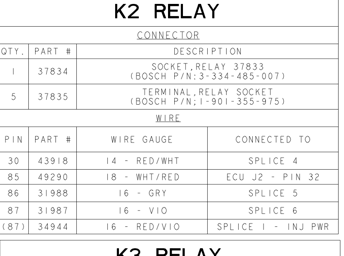 K2 RELAY
CONNECTOR
QTY. PART # DESCRIPTION
1 37834 SOCKET,RELAY 37833
(BOSCH P/N:3-334-485-007)
5 37835 TERMINAL,RELAY SOCKET
(BOSCH P/N;1-901-355-975)
WIRE
PIN PART # WIRE GAUGE CONNECTED TO
30 43918 14 - RED/WHT SPLICE 4
85 49290 18 - WHT/RED ECU J2 - PIN 32
86 31988 16 - GRY SPLICE 5
87 31987 16 - VIO SPLICE 6
(87) 34944 16 - RED/VIO SPLICE 1 - INJ PWR
K3 RELAY